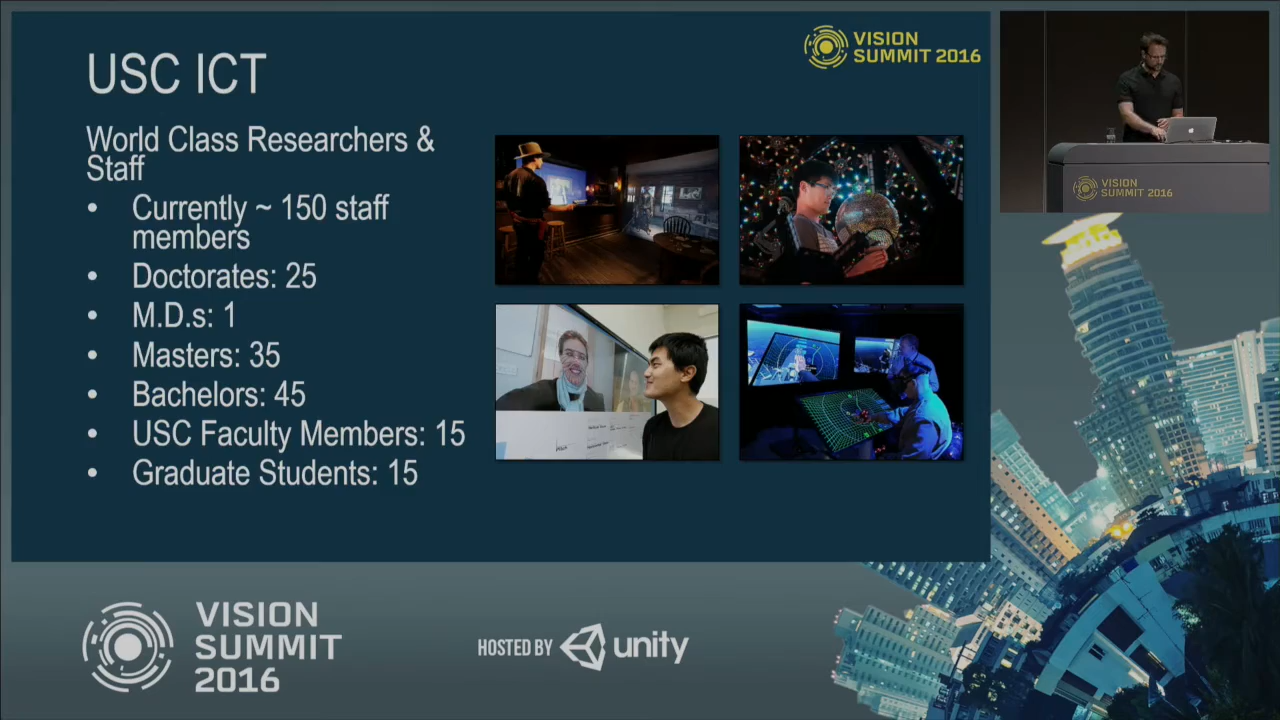 USC ICT
VISION
SUMMIT 2016
World Class Researchers &
Staff
• Currently ~ 150 staff
members
• Doctorates: 25
• M.D.s: 1
• Masters: 35
• Bachelors: 45
• USC Faculty Members: 15
• Graduate Students: 15
VISION
SUMMIT 2016
VISION
SUMMIT
2016
HOSTED BY unity